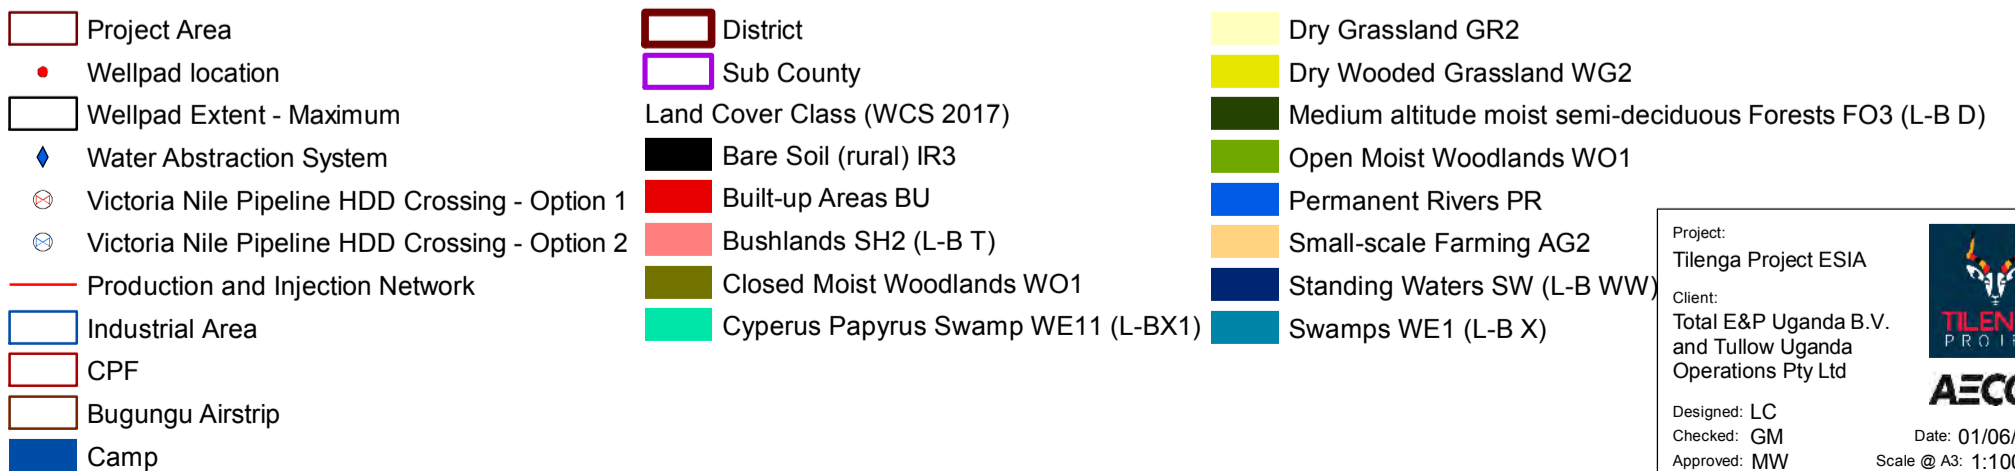 Project Area
Wellpad location
Wellpad Extent - Maximum
Water Abstraction System
Victoria Nile Pipeline HDD Crossing - Option 1
Victoria Nile Pipeline HDD Crossing - Option 2
Production and Injection Network
Industrial Area
CPF
Bugungu Airstrip
Camp
District
Sub County
Land Cover Class (WCS 2017)
Bare Soil (rural) IR3
Built-up Areas BU
Bushlands SH2 (L-B T)
Closed Moist Woodlands WO1
Cyperus Papyrus Swamp WE11 (L-BX1)
Dry Grassland GR2
Dry Wooded Grassland WG2
Medium altitude moist semi-deciduous Forests FO3 (L-B D)
Open Moist Woodlands WO1
Permanent Rivers PR
Small-scale Farming AG2
Standing Waters SW (L-B WW)
Swamps WE1 (L-B X)
Project:
Tilenga Project ESIA
Client:
Total E&P Uganda B.V.
and Tullow Uganda
Operations Pty Ltd
Designed: LC
Checked: GM
Approved: MW
Date: 01/06/
Scale @ A3: 1:100